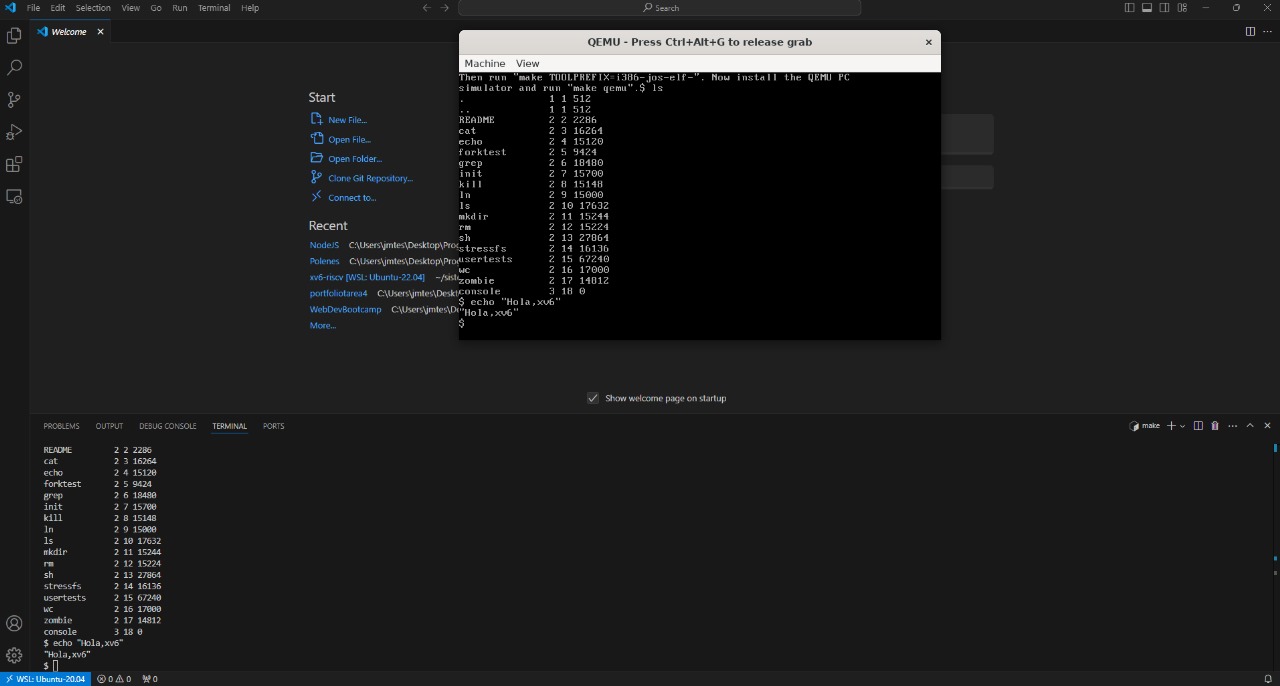 File Edit Selection View Go Run Terminal Help
Search
Welcome
Start
New File...
Open File...
Open Folder...
Clone Git Repository...
Connect to...
Recent
NodeJS C:\Users\jmtes\Desktop\Pro
Polenes C:\Users\jmtes\Desktop\Pro
xv6-riscv [WSL: Ubuntu-22.04] ~/sist
portfoliotarea4 C:\Users\jmtes\Deskt
WebDevBootcamp C:\Users\jmtes\De
More...
QEMU - Press Ctrl+Alt+G to release grab
Machine View
Then run "make TOOLPREFIX=i386-jos-elf-". Now install the QEMU PC
simulator and run "make qemu".$ ls
. 1 1 512
.. 1 1 512
README 2 2 2286
cat 2 3 16264
echo 2 4 15120
forktest 2 5 9424
grep 2 6 18480
init 2 7 15700
kill 2 8 15148
ln 2 9 15000
ls 2 10 17632
mkdir 2 11 15244
rm 2 12 15224
sh 2 13 27864
stressfs 2 14 16136
usertests 2 15 67240
wc 2 16 17000
zombie 2 17 14812
console 3 18 0
$ echo "Hola,xv6"
"Hola,xv6"
$
Show welcome page on startup
PROBLEMS OUTPUT DEBUG CONSOLE TERMINAL PORTS
make
README 2 2 2286
cat 2 3 16264
echo 2 4 15120
forktest 2 5 9424
grep 2 6 18480
init 2 7 15700
kill 2 8 15148
ln 2 9 15000
ls 2 10 17632
mkdir 2 11 15244
rm 2 12 15224
sh 2 13 27864
stressfs 2 14 16136
usertests 2 15 67240
wc 2 16 17000
zombie 2 17 14812
console 3 18 0
$ echo "Hola,xv6"
"Hola,xv6"
$
WSL: Ubuntu-20.04 0 0 0